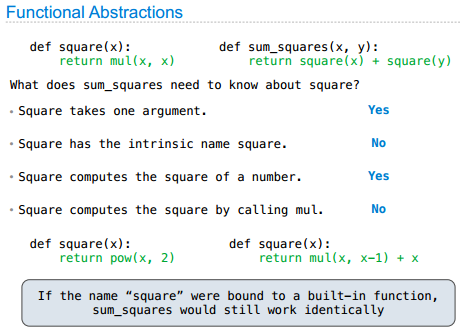 Functional Abstractions
def square(x):
    return mul(x, x)
def sum_squares(x, y):
    return square(x) + square(y)
What does sum_squares need to know about square?
• Square takes one argument. Yes
• Square has the intrinsic name square. No
• Square computes the square of a number. Yes
• Square computes the square by calling mul. No
def square(x):
    return pow(x, 2)
def square(x):
    return mul(x, x-1) + x
If the name “square” were bound to a built-in function,
sum_squares would still work identically